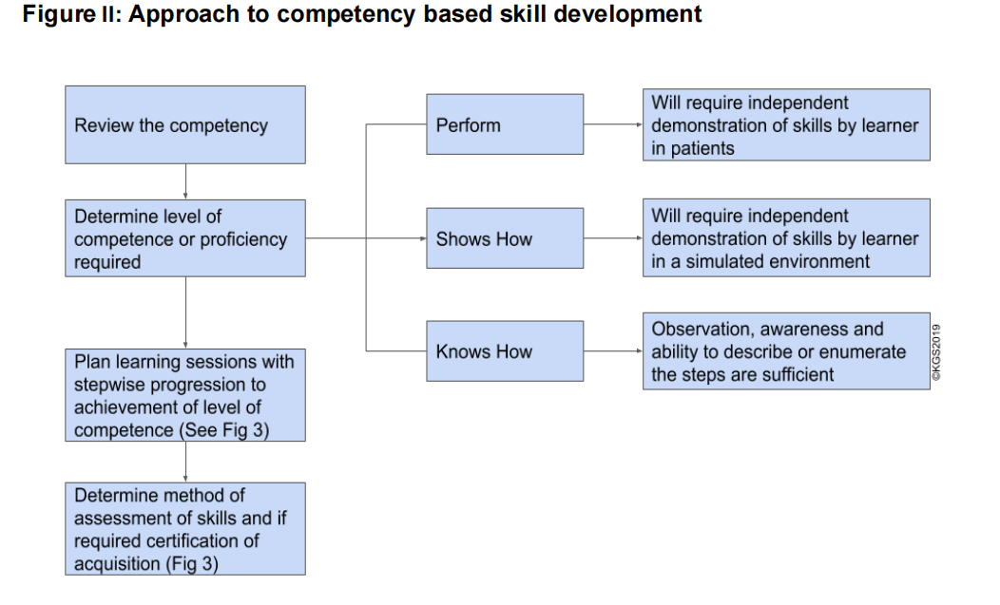 Figure II: Approach to competency based skill development
Review the competency
Determine level of
competence or proficiency
required
Plan learning sessions with
stepwise progression to
achievement of level of
competence (See Fig 3)
Determine method of
assessment of skills and if
required certification of
acquisition (Fig 3)
Perform
Will require independent
demonstration of skills by learner
in patients
Shows How
Will require independent
demonstration of skills by learner
in a simulated environment
Knows How
Observation, awareness and
ability to describe or enumerate
the steps are sufficient
©KGS2019